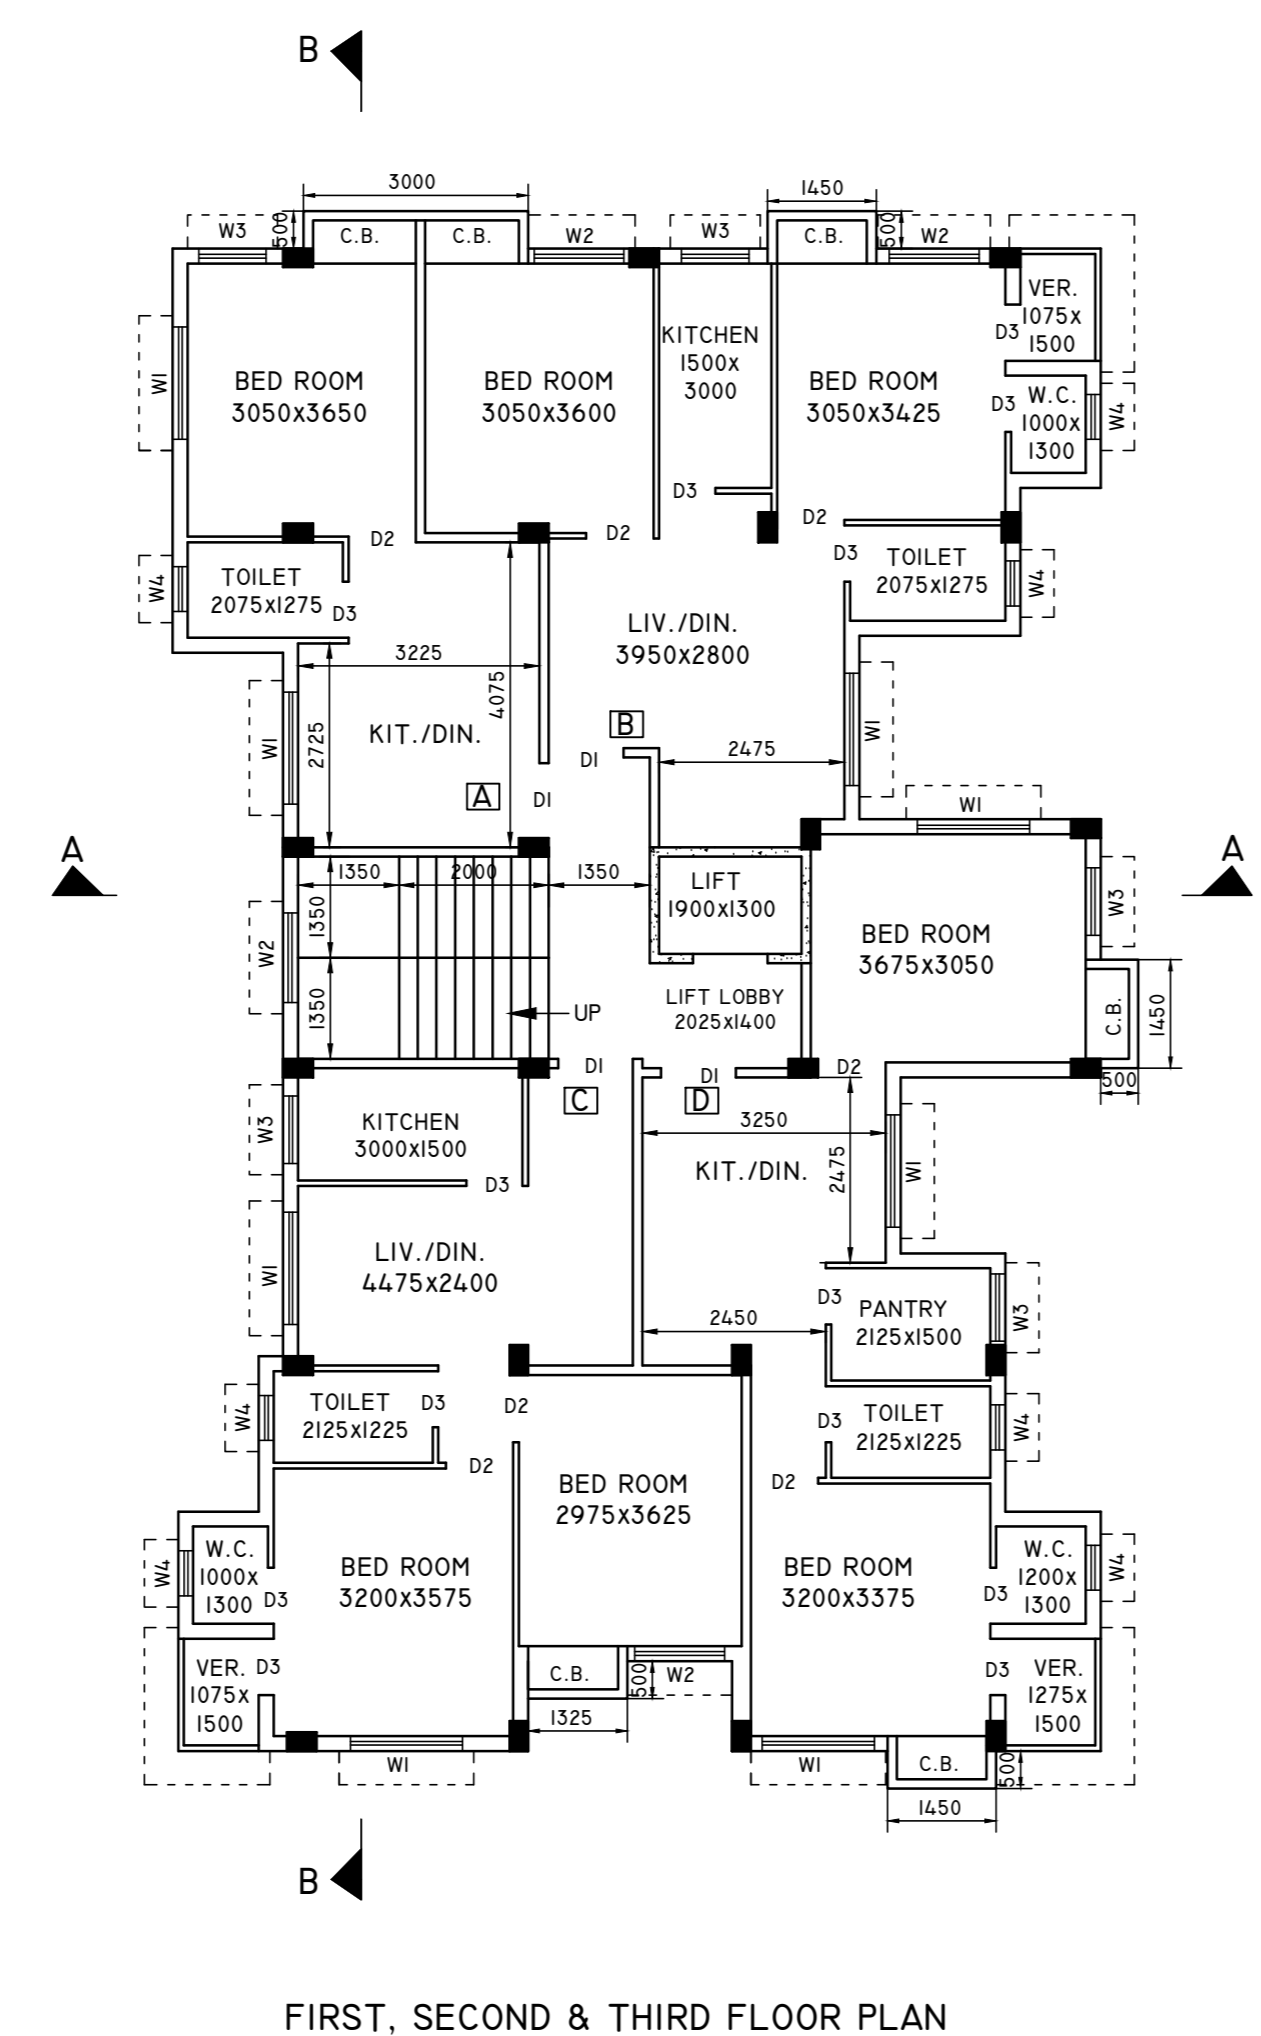 B
3000
1450
W3
500
C.B.
C.B.
W2
W3
C.B.
500
W2
VER.
1075X
1500
D3
KITCHEN
1500X
3000
W1
BED ROOM
3050X3650
BED ROOM
3050X3600
BED ROOM
3050X3425
D3
W.C.
1000X
1300
W4
D3
D2
D2
D2
W4
TOILET
2075X1275
D3
D3
TOILET
2075X1275
W4
LIV./DIN.
3950X2800
3225
4075
2725
KIT./DIN.
W1
B
D1
2475
W1
A
D1
W1
A
A
1350
2000
1350
LIFT
1900X1300
W3
1350
W2
BED ROOM
3675X3050
1350
UP
LIFT LOBBY
2025X1400
C.B.
1450
500
D1
D1
D2
C
D
W3
KITCHEN
3000X1500
3250
2475
KIT./DIN.
W1
D3
LIV./DIN.
4475X2400
W1
D3
PANTRY
2125X1500
W3
2450
W4
TOILET
2125X1225
D3
D2
D3
TOILET
2125X1225
W4
D2
D2
BED ROOM
2975X3625
W4
W.C.
1000X
1300
D3
BED ROOM
3200X3575
BED ROOM
3200X3375
D3
W.C.
1200X
1300
W4
VER.
1075X
1500
D3
C.B.
500
W2
D3
VER.
1275X
1500
1325
W1
W1
C.B.
500
1450
B
FIRST, SECOND & THIRD FLOOR PLAN